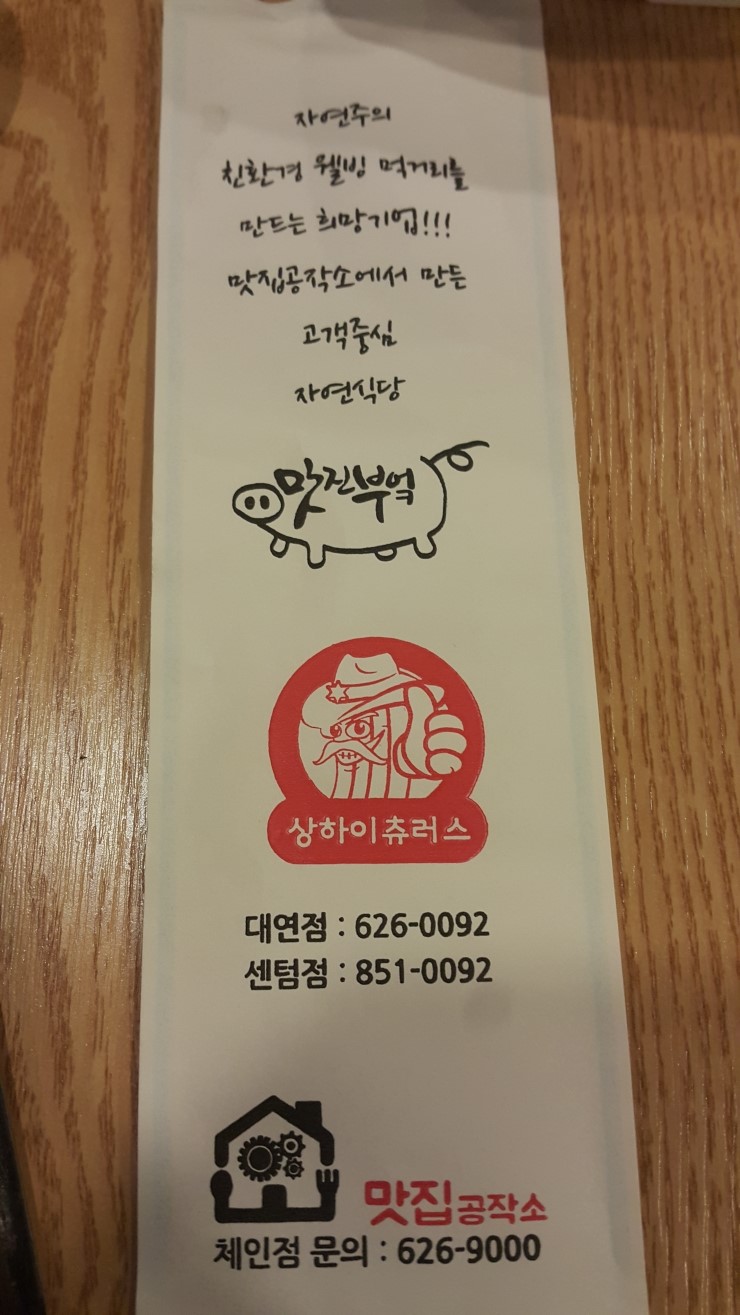 자연주의
친환경 웰빙 먹거리를
만드는 희망기업!!!
맛집공작소에서 만든
고객중심
자연식당
맛진부엌
상하이츄러스
대연점 : 626-0092
센텀점 : 851-0092
맛집공작소
체인점 문의 : 626-9000